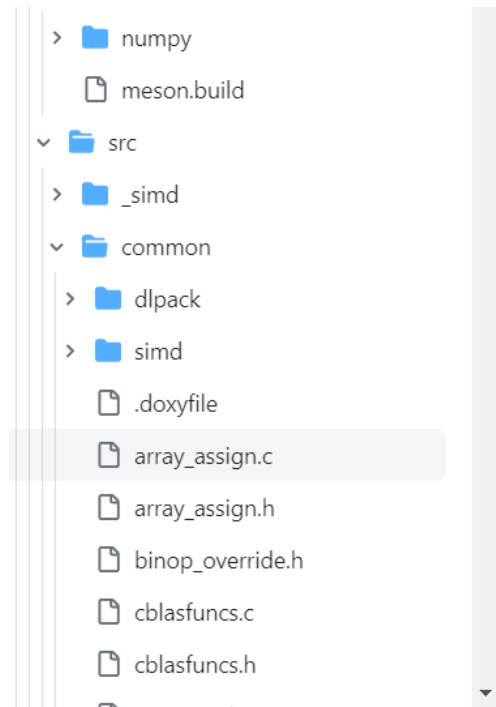 numpy
meson.build
src
_simd
common
dlpack
simd
.doxyfile
array_assign.c
array_assign.h
binop_override.h
cblasfuncs.c
cblasfuncs.h